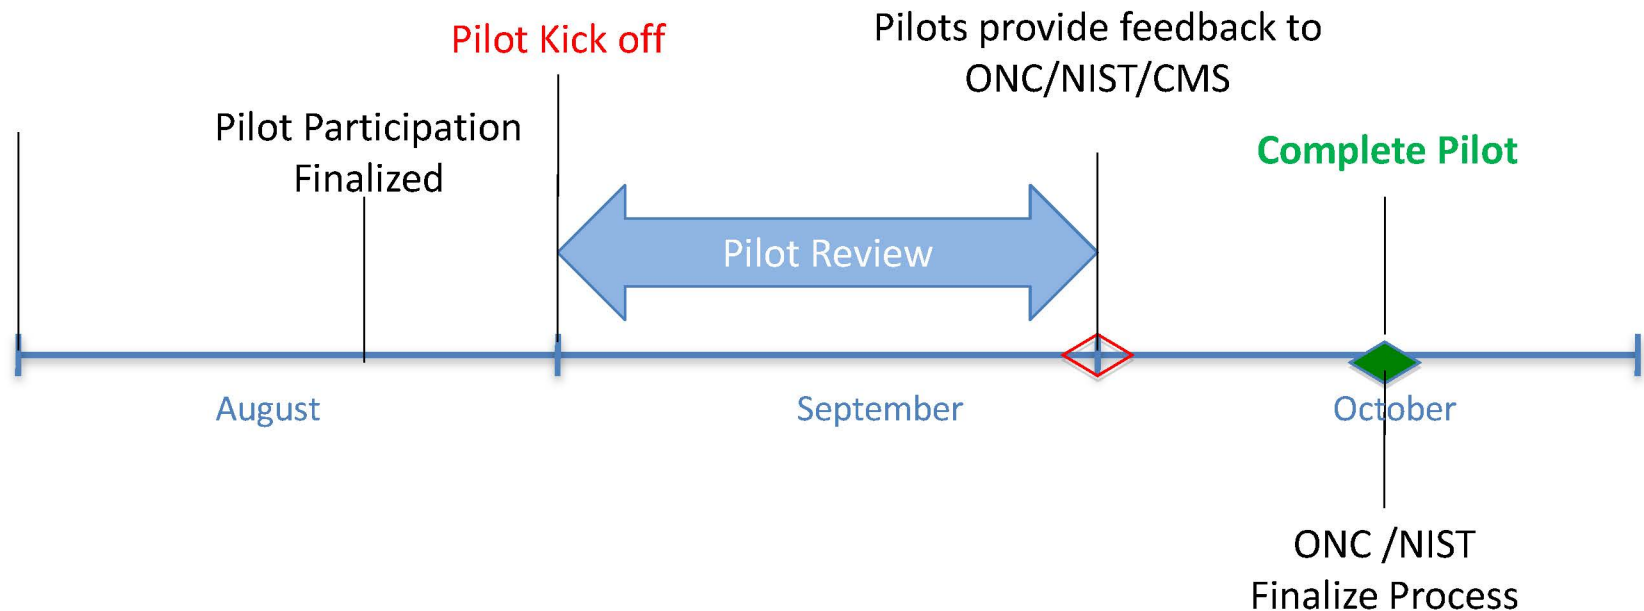 Pilot Kick off
Pilots provide feedback to
ONC/NIST/CMS
Pilot Participation
Finalized
Complete Pilot
Pilot Review
August
September
October
ONC /NIST
Finalize Process